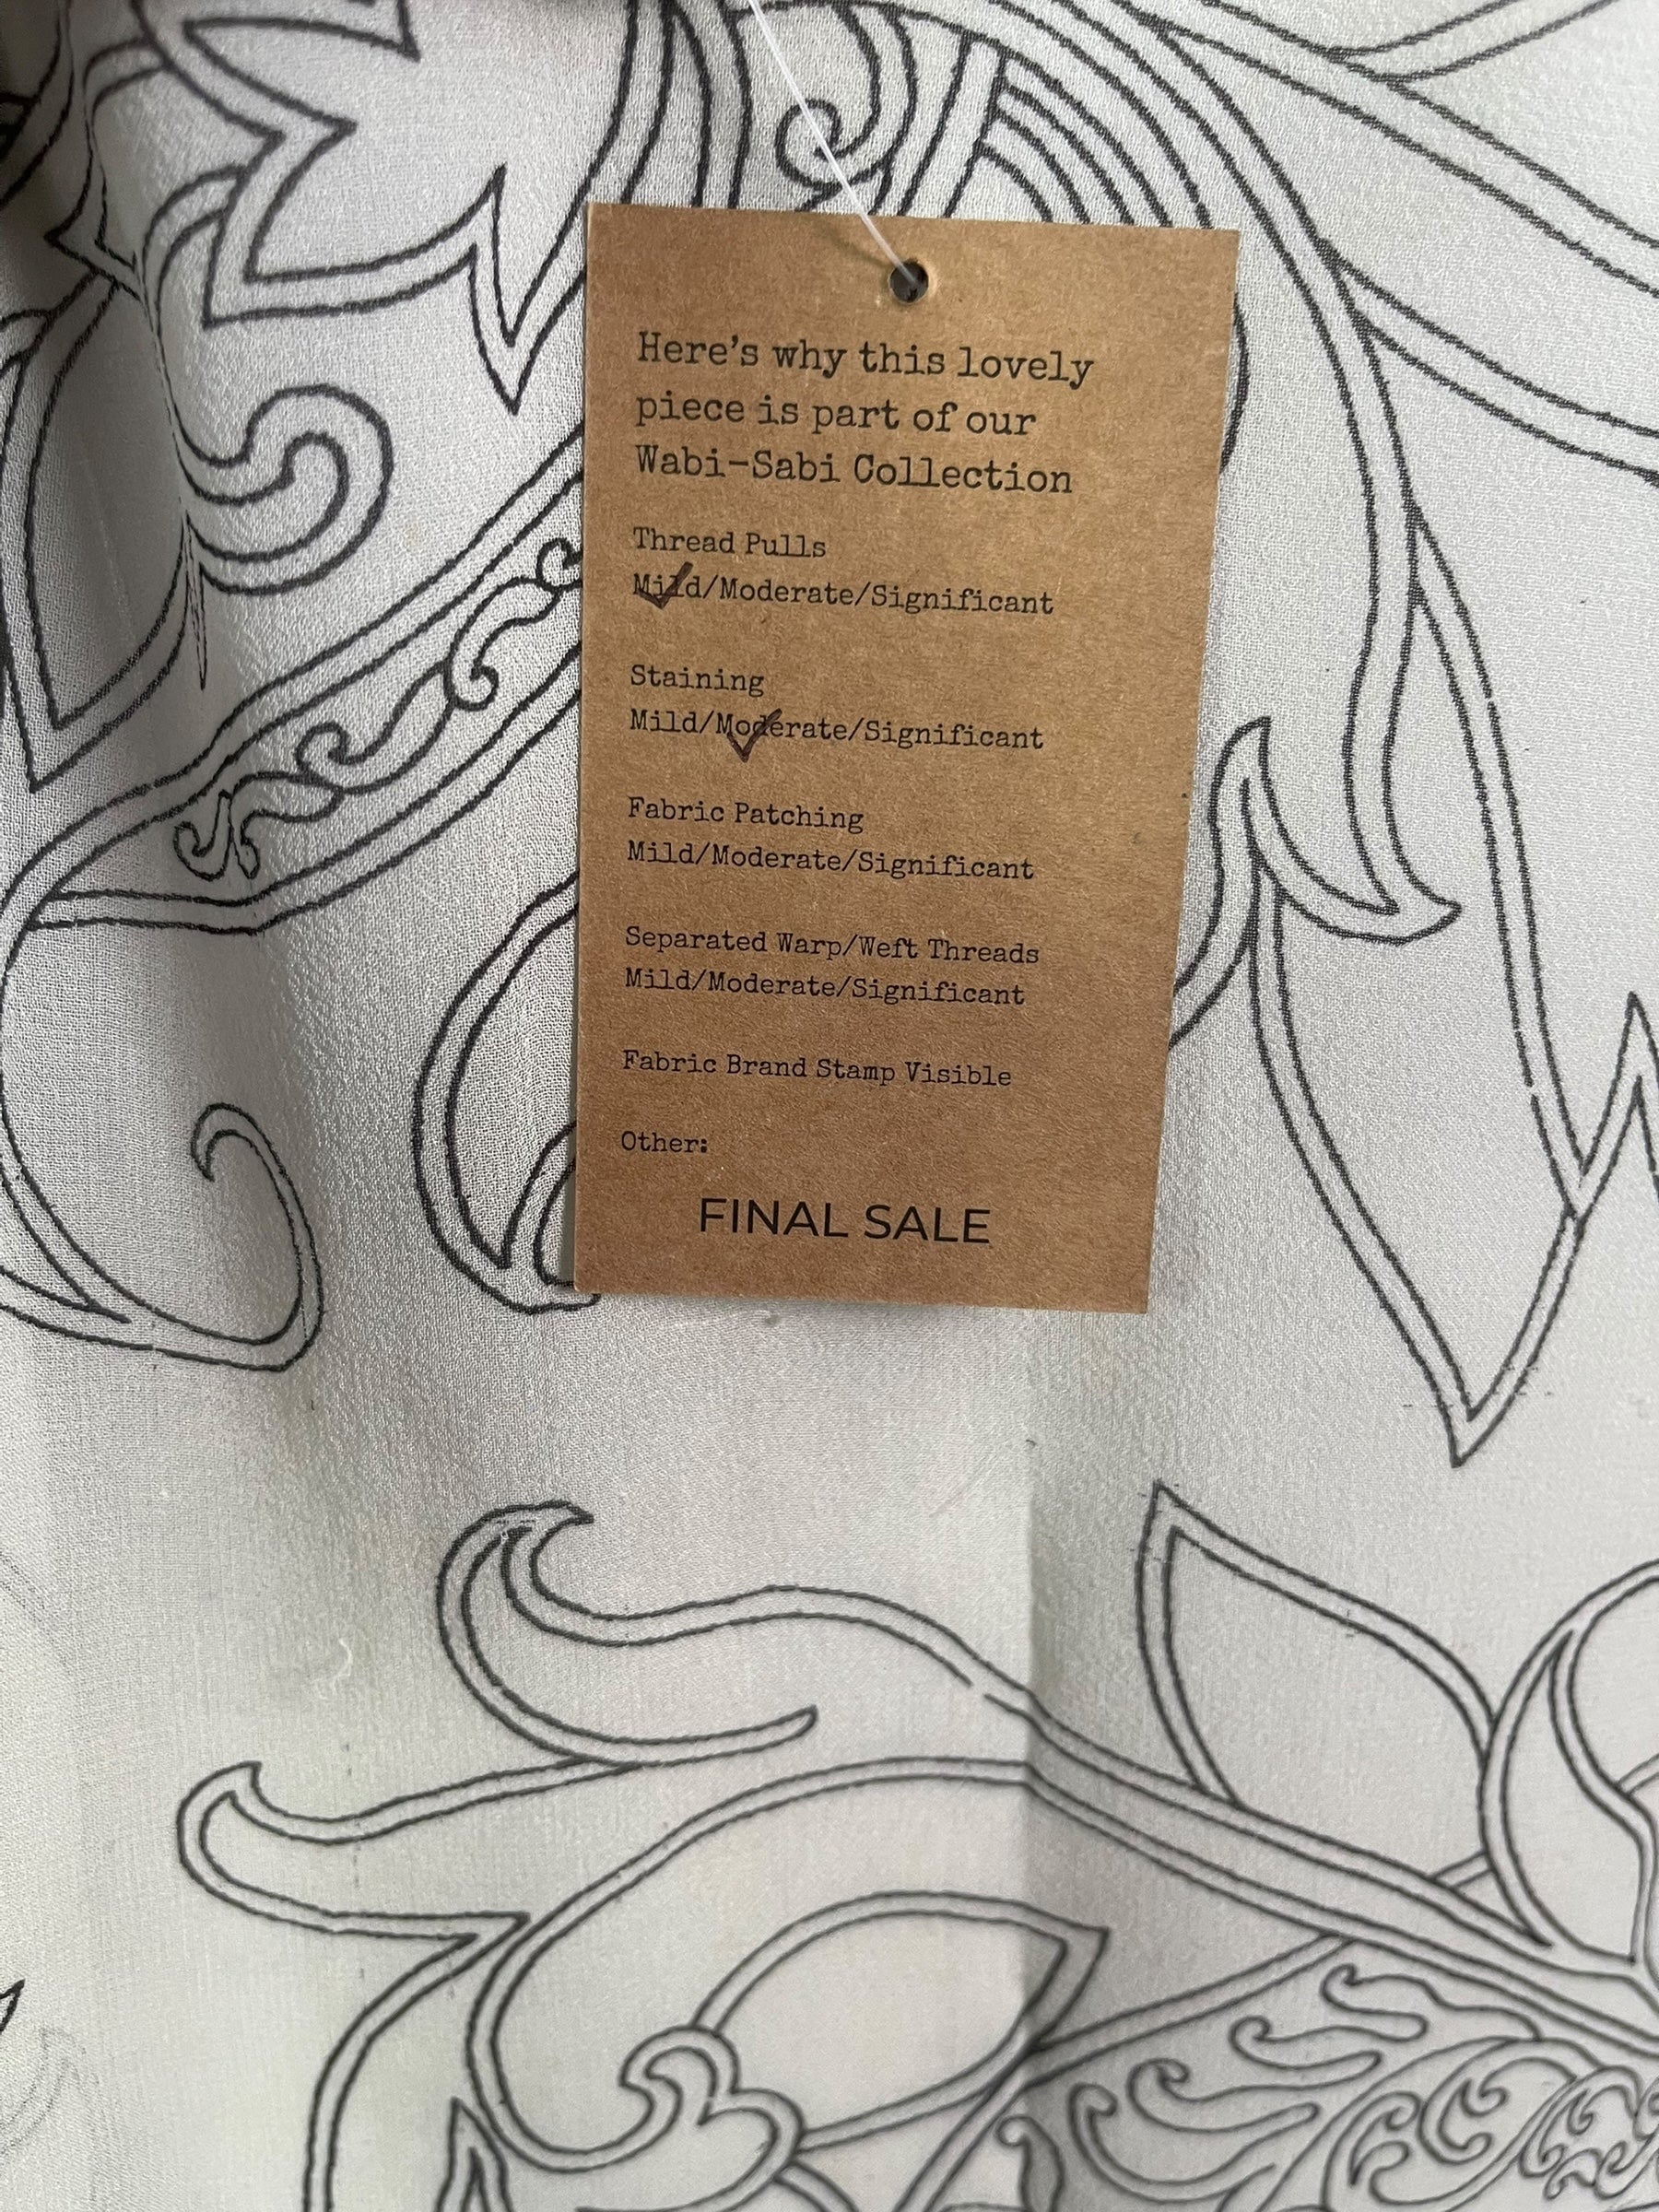 Here's why this lovely
piece is part of our
Wabi-Sabi Collection
Thread Pulls
Mild/Moderate/Significant
Staining
Mild/Moderate/Significant
Fabric Patching
Mild/Moderate/Significant
Separated Warp/Weft Threads
Mild/Moderate/Significant
Fabric Brand Stamp Visible
Other:
FINAL SALE